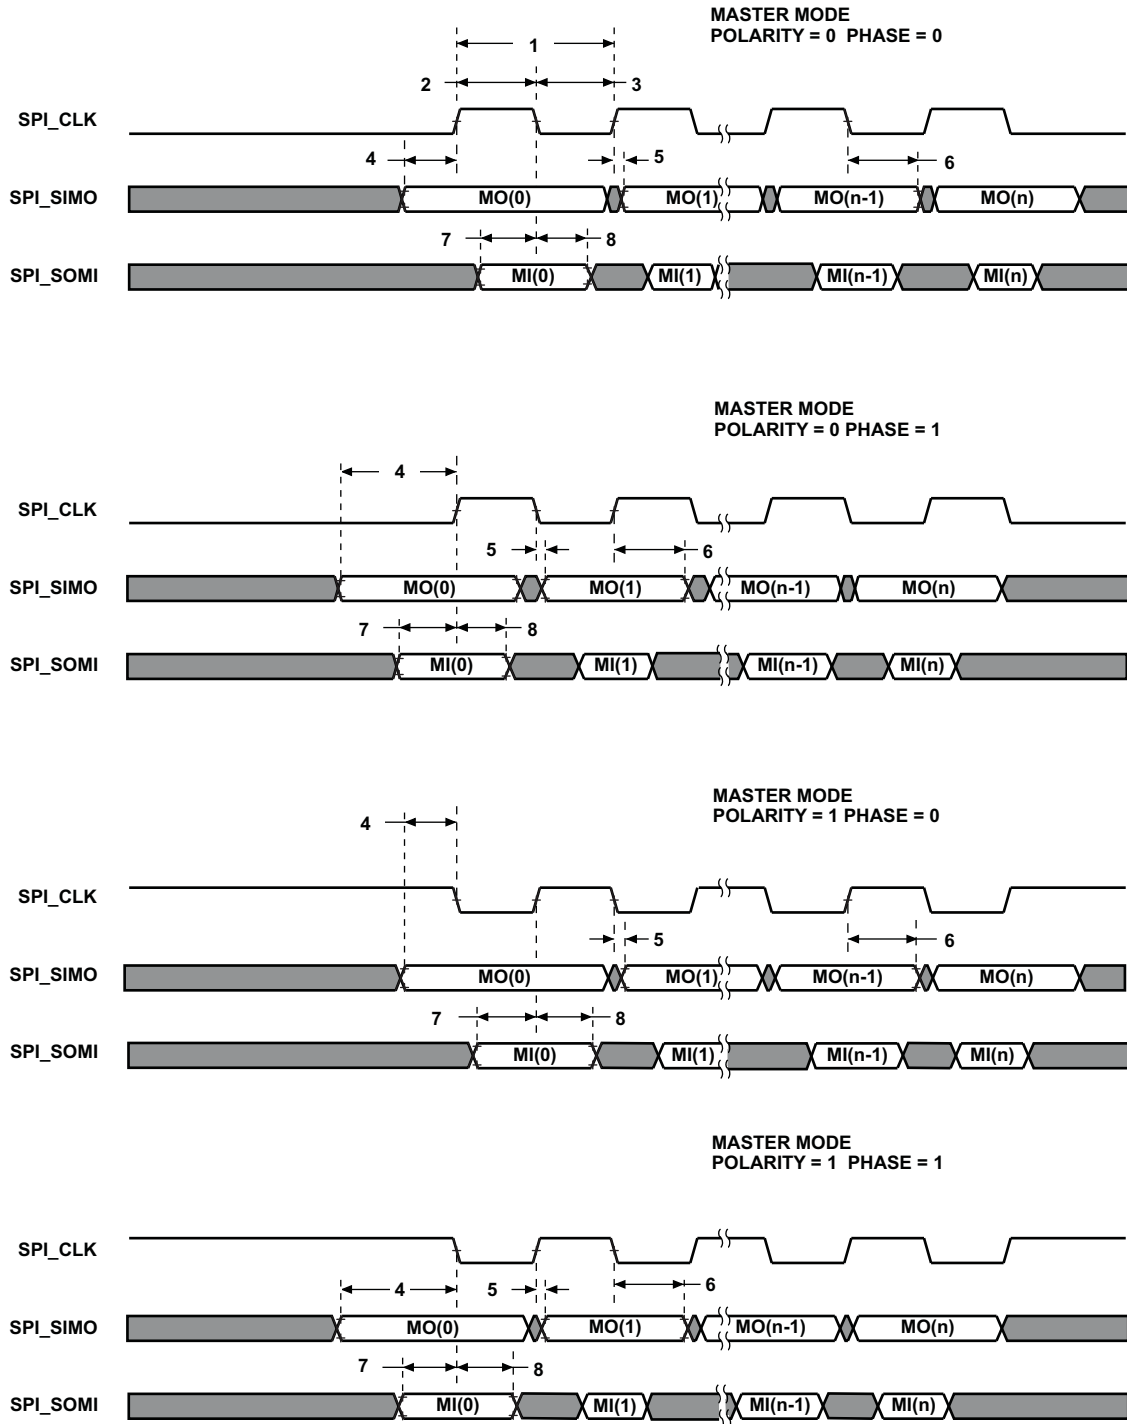 MASTER MODE
POLARITY = 0 PHASE = 0
1
2
3
SPI_CLK
4
5
6
SPI_SIMO
MO(0)
MO(1)
MO(n-1)
MO(n)
7
8
SPI_SOMI
MI(0)
MI(1)
MI(n-1)
MI(n)
MASTER MODE
POLARITY = 0 PHASE = 1
4
SPI_CLK
5
6
SPI_SIMO
MO(0)
MO(1)
MO(n-1)
MO(n)
7
8
SPI_SOMI
MI(0)
MI(1)
MI(n-1)
MI(n)
MASTER MODE
POLARITY = 1 PHASE = 0
4
SPI_CLK
5
6
SPI_SIMO
MO(0)
MO(1)
MO(n-1)
MO(n)
7
8
SPI_SOMI
MI(0)
MI(1)
MI(n-1)
MI(n)
MASTER MODE
POLARITY = 1 PHASE = 1
SPI_CLK
4
5
6
SPI_SIMO
MO(0)
MO(1)
MO(n-1)
MO(n)
7
8
SPI_SOMI
MI(0)
MI(1)
MI(n-1)
MI(n)